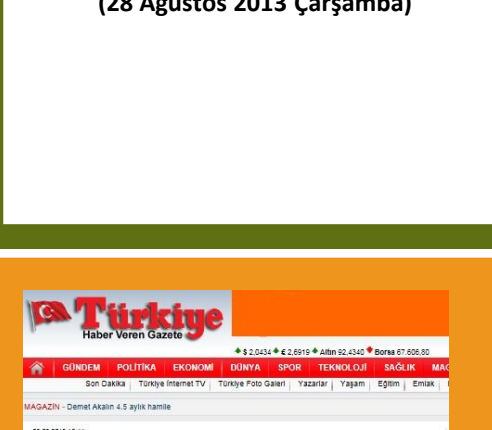 (28 Ağustos 2013 Çarşamba)
Türkiye
Haber Veren Gazete
$ 2,0434 € 2,6919 Altın 92,4340 Borsa 67.606,80
GÜNDEM POLİTİKA EKONOMİ DÜNYA SPOR TEKNOLOJİ SAĞLIK
Son Dakika Türkiye İnternet TV Türkiye Foto Galeri Yazarlar Yaşam Eğitim Emlak
MAGAZİN - Demet Akalın 4.5 aylık hamile